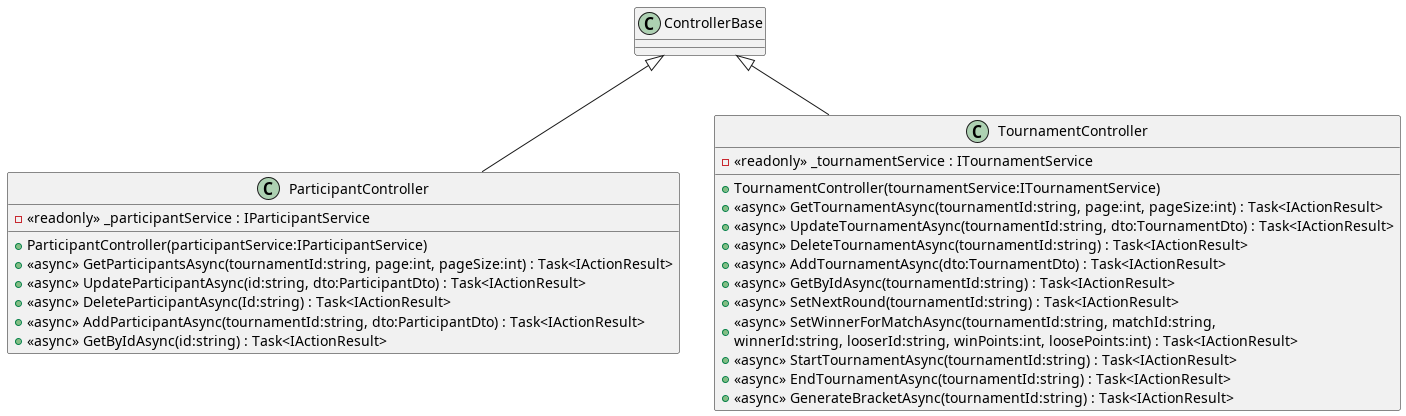 C ControllerBase
C ParticipantController
«readonly» _participantService : IParticipantService
ParticipantController(participantService:IParticipantService)
«async» GetParticipantsAsync(tournamentId:string, page:int, pageSize:int) : Task<IActionResult>
«async» UpdateParticipantAsync(id:string, dto:ParticipantDto) : Task<IActionResult>
«async» DeleteParticipantAsync(Id:string) : Task<IActionResult>
«async» AddParticipantAsync(tournamentId:string, dto:ParticipantDto) : Task<IActionResult>
«async» GetByIdAsync(id:string) : Task<IActionResult>
C TournamentController
«readonly» _tournamentService : ITournamentService
TournamentController(tournamentService:ITournamentService)
«async» GetTournamentAsync(tournamentId:string, page:int, pageSize:int) : Task<IActionResult>
«async» UpdateTournamentAsync(tournamentId:string, dto:TournamentDto) : Task<IActionResult>
«async» DeleteTournamentAsync(tournamentId:string) : Task<IActionResult>
«async» AddTournamentAsync(dto:TournamentDto) : Task<IActionResult>
«async» GetByIdAsync(tournamentId:string) : Task<IActionResult>
«async» SetNextRound(tournamentId:string) : Task<IActionResult>
«async» SetWinnerForMatchAsync(tournamentId:string, matchId:string,
winnerId:string, looserId:string, winPoints:int, loosePoints:int) : Task<IActionResult>
«async» StartTournamentAsync(tournamentId:string) : Task<IActionResult>
«async» EndTournamentAsync(tournamentId:string) : Task<IActionResult>
«async» GenerateBracketAsync(tournamentId:string) : Task<IActionResult>